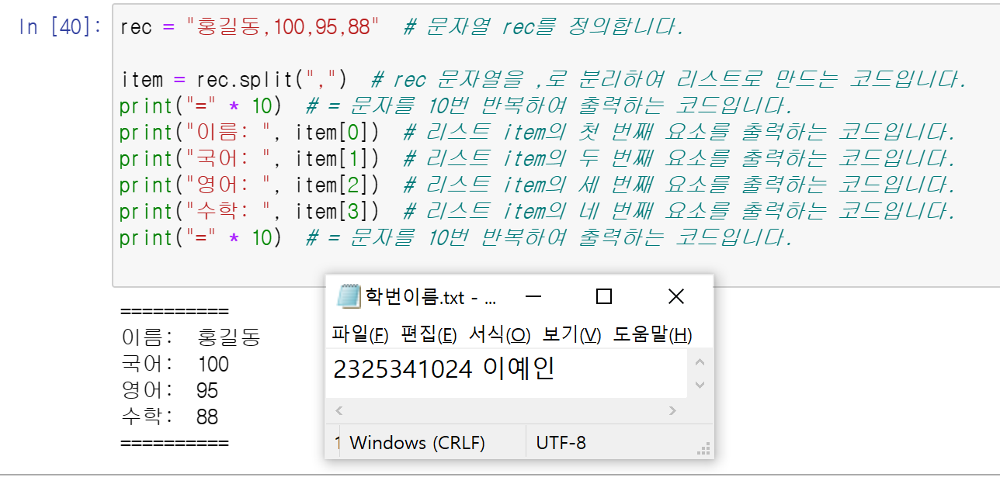 In [40]: rec = "홍길동,100,95,88"  # 문자열 rec를 정의합니다.
item = rec.split(",")  # rec 문자열을 ,로 분리하여 리스트로 만드는 코드입니다.
print("=" * 10)  # = 문자를 10번 반복하여 출력하는 코드입니다.
print("이름: ", item[0])  # 리스트 item의 첫 번째 요소를 출력하는 코드입니다.
print("국어: ", item[1])  # 리스트 item의 두 번째 요소를 출력하는 코드입니다.
print("영어: ", item[2])  # 리스트 item의 세 번째 요소를 출력하는 코드입니다.
print("수학: ", item[3])  # 리스트 item의 네 번째 요소를 출력하는 코드입니다.
print("=" * 10)  # = 문자를 10번 반복하여 출력하는 코드입니다.
==========
이름:  홍길동
국어:  100
영어:  95
수학:  88
==========
학번이름.txt - ...
파일(F) 편집(E) 서식(O) 보기(V) 도움말(H)
2325341024 이예인
Windows (CRLF) UTF-8